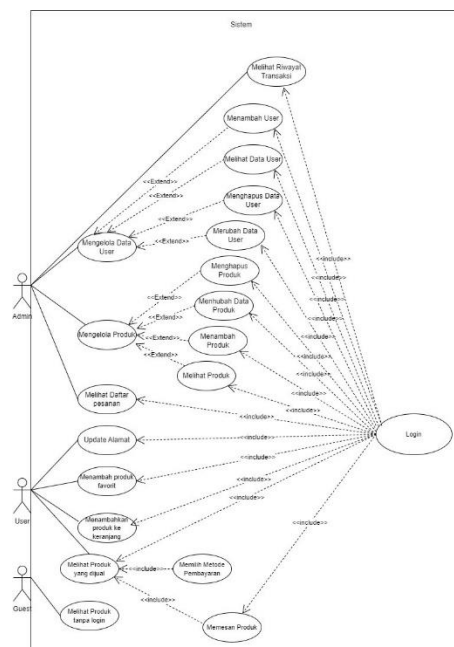 Sistem
Melihat Riwayat
Transaksi
Menambah User
Melihat Data User
<<Extend>>
<<Extend>>
Menghapus Data
User
<<Extend>>
Merubah Data
User
<<Extend>>
Mengelola Data
User
<<include>>
<<include>>
<<include>>
<<include>>
Menghapus
Produk
<<include>>
<<Extend>>
Admin
Mermubah Data
Produk
<<include>>
<<Extend>>
Mengelola Produk
Menambah
Produk
<<include>>
<<Extend>>
<<include>>
<<Extend>>
Melihat Produk
<<include>>
Melihat Daftar
pesanan
<<include>>
Update Alamat
<<include>>
Login
<<include>>
Menambah produk
favorit
<<include>>
User
Menambahkan
produk ke
keranjang
<<include>>
<<include>>
Melihat Produk
yang dijual
<<include>>
Memilih Metode
Pembayaran
Guest
Melihat Produk
tanpa login
<<include>>
Memesan Produk